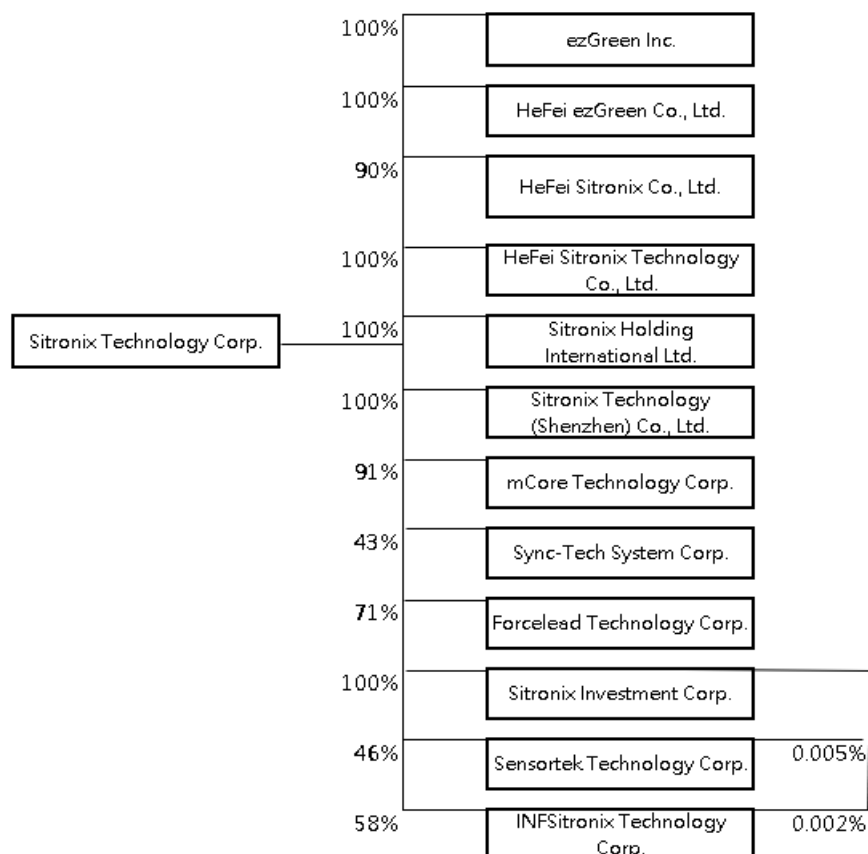 100%
ezGreen Inc.
100%
HeFei ezGreen Co., Ltd.
90%
HeFei Sitronix Co., Ltd.
100%
HeFei Sitronix Technology
Co., Ltd.
Sitronix Technology Corp.
100%
Sitronix Holding
International Ltd.
100%
Sitronix Technology
(Shenzhen) Co., Ltd.
91%
mCore Technology Corp.
43%
Sync-Tech System Corp.
71%
Forcelead Technology Corp.
100%
Sitronix Investment Corp.
46%
Sensortek Technology Corp.
0.005%
58%
INFSitronix Technology
Corp.
0.002%